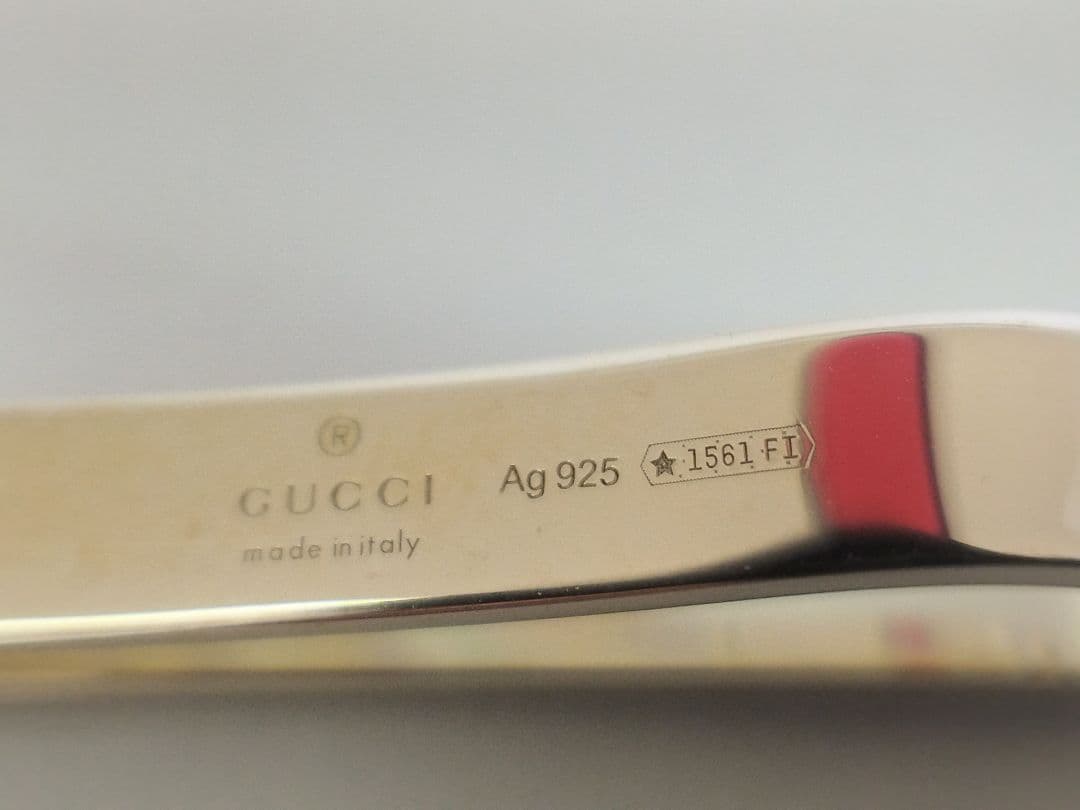 ®
GUCCI
made in italy
Ag 925
★ 1561 FI